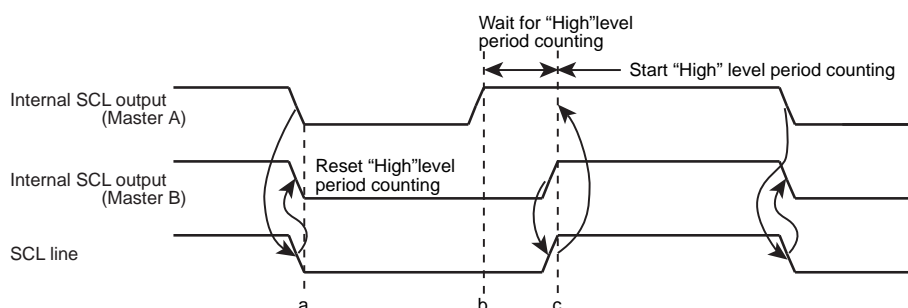 Wait for “High”level
period counting
Start “High” level period counting
Internal SCL output
(Master A)
Reset “High”level
period counting
Internal SCL output
(Master B)
SCL line
a b c